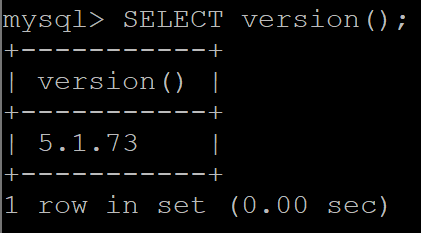 mysql> SELECT version();
+-----------+
| version() |
+-----------+
| 5.1.73    |
+-----------+
1 row in set (0.00 sec)